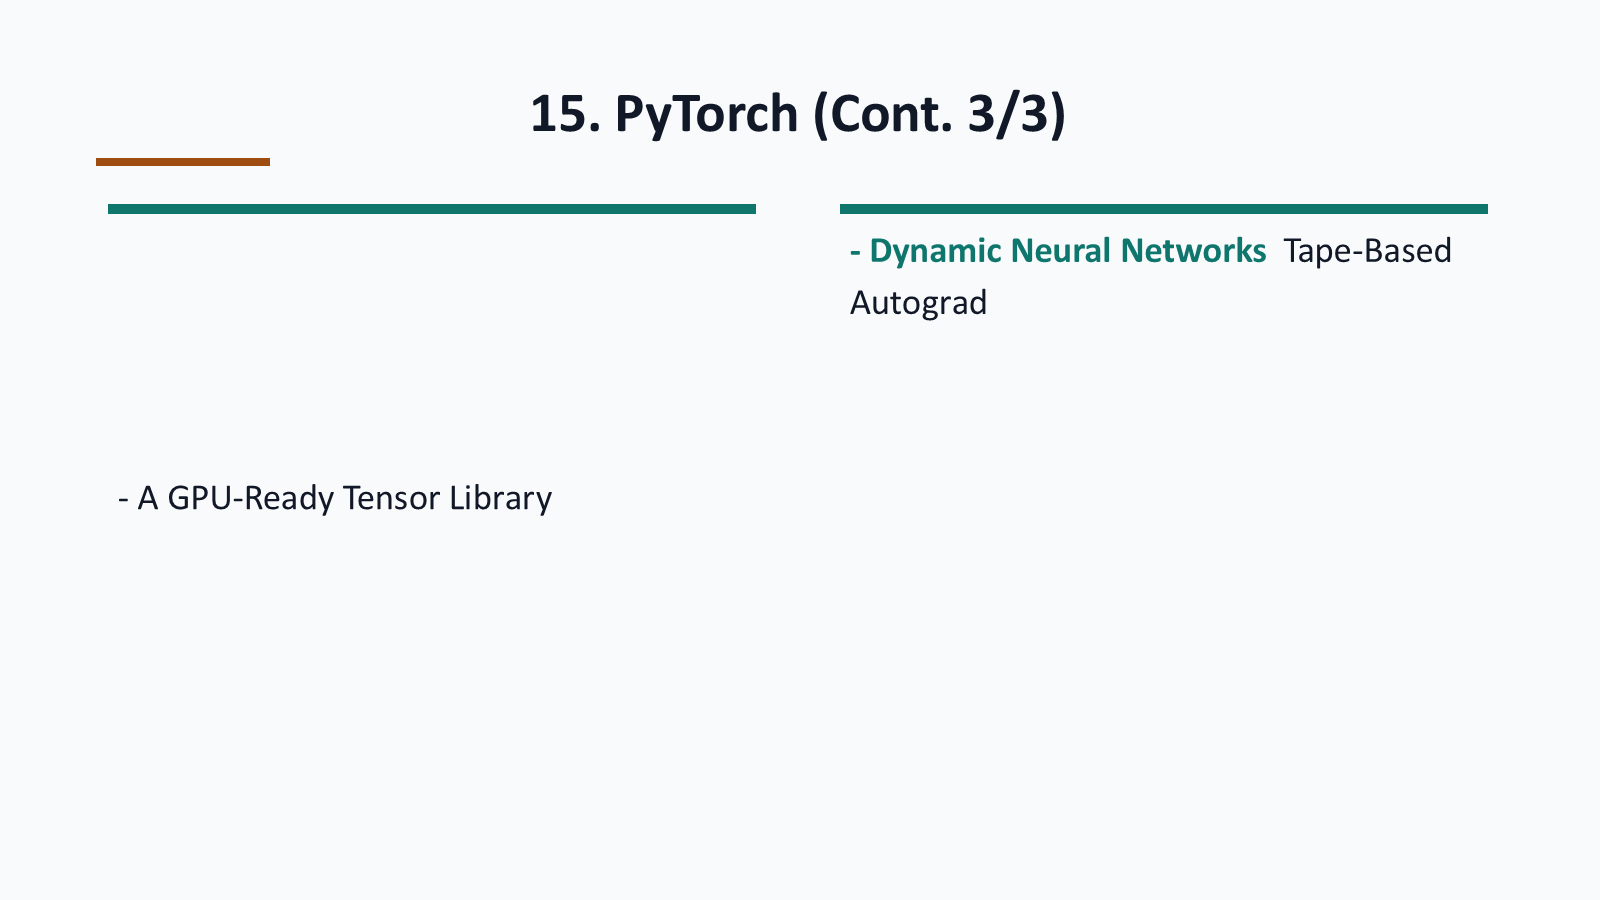 15. PyTorch (Cont. 3/3)
- A GPU-Ready Tensor Library
- Dynamic Neural Networks  Tape-Based
Autograd